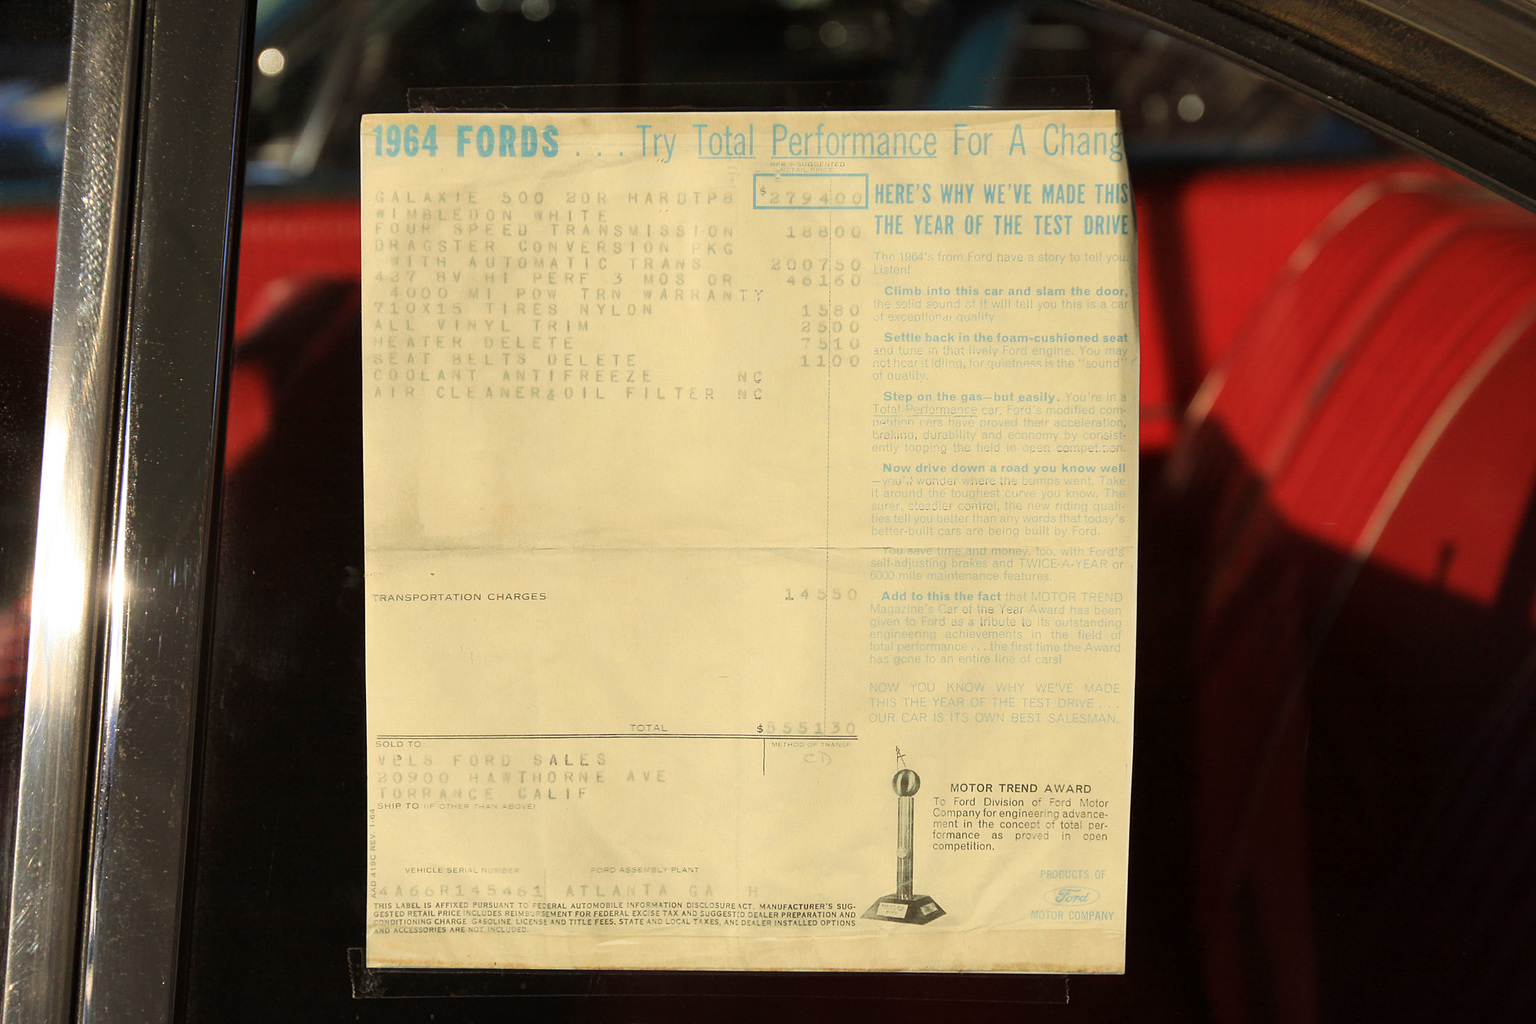 1964 FORDS . . . Try Total Performance For A Chang
MFR'S SUGGESTED
RETAIL PRICE
GALAXIE 500 2DR HARDTP8 $279400
WIMBLEDON WHITE
FOUR SPEED TRANSMISSION 18800
DRAGSTER CONVERSION PKG
WITH AUTOMATIC TRANS 200750
427 8V HI PERF 3 MOS OR 46160
4000 MI POW TRN WARRANTY
710X15 TIRES NYLON 1580
ALL VINYL TRIM 2500
HEATER DELETE 7510
SEAT BELTS DELETE 1100
COOLANT ANTIFREEZE NC
AIR CLEANER&OIL FILTER NC
TRANSPORTATION CHARGES 14550
TOTAL $555130
SOLD TO:
METHOD OF TRANSP
VELS FORD SALES
20900 HAWTHORNE AVE
TORRANCE CALIF
SHIP TO (IF OTHER THAN ABOVE)
VEHICLE SERIAL NUMBER FORD ASSEMBLY PLANT
4A66R145461 ATLANTA GA H
THIS LABEL IS AFFIXED PURSUANT TO FEDERAL AUTOMOBILE INFORMATION DISCLOSURE ACT. MANUFACTURER'S SUG-
GESTED RETAIL PRICE INCLUDES REIMBURSEMENT FOR FEDERAL EXCISE TAX AND SUGGESTED DEALER PREPARATION AND
CONDITIONING CHARGE. GASOLINE, LICENSE AND TITLE FEES, STATE AND LOCAL TAXES, AND DEALER INSTALLED OPTIONS
AND ACCESSORIES ARE NOT INCLUDED.
HERE'S WHY WE'VE MADE THIS
THE YEAR OF THE TEST DRIVE
The 1964's from Ford have a story to tell you.
Listen!
Climb into this car and slam the door,
the solid sound of it will tell you this is a car
of exceptional quality.
Settle back in the foam-cushioned seat
and tune in that lively Ford engine. You may
not hear it idling, for quietness is the "sound"
of quality.
Step on the gas—but easily. You're in a
Total Performance car. Ford's modified com-
petition cars have proved their acceleration,
braking, durability and economy by consist-
ently topping the field in open competition.
Now drive down a road you know well
—you'll wonder where the bumps went. Take
it around the toughest curve you know. The
surer, steadier control, the new riding quali-
ties tell you better than any words that today's
better-built cars are being built by Ford.
You save time and money, too, with Ford's
self-adjusting brakes and TWICE-A-YEAR or
6000 mile maintenance features.
Add to this the fact that MOTOR TREND
Magazine's Car of the Year Award has been
given to Ford as a tribute to its outstanding
engineering achievements in the field of
total performance . . . the first time the Award
has gone to an entire line of cars!
NOW YOU KNOW WHY WE'VE MADE
THIS THE YEAR OF THE TEST DRIVE . . .
OUR CAR IS ITS OWN BEST SALESMAN.
MOTOR TREND AWARD
To Ford Division of Ford Motor
Company for engineering advance-
ment in the concept of total per-
formance as proved in open
competition.
PRODUCTS OF
Ford
MOTOR COMPANY